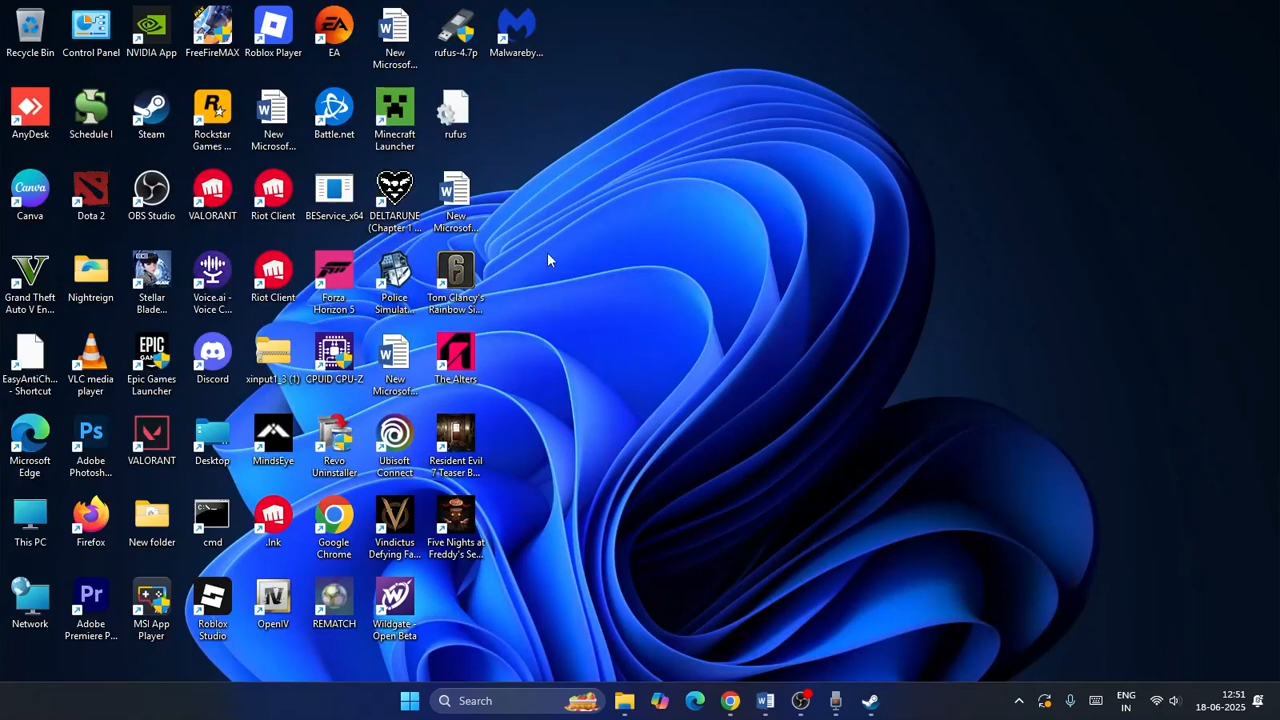 Recycle Bin
Control Panel
NVIDIA App
FreeFireMAX
Roblox Player
EA
New
Microsof...
rufus-4.7p
Malwareby...
AnyDesk
Schedule I
Steam
Rockstar
Games ...
New
Microsof...
Battle.net
Minecraft
Launcher
rufus
Canva
Canva
Dota 2
OBS Studio
VALORANT
Riot Client
BEService_x64
DELTARUNE
(Chapter 1 ...
New
Microsof...
Grand Theft
Auto V En...
Nightreign
Stellar
Blade...
Voice.ai -
Voice C...
Riot Client
Forza
Horizon 5
Police
Simulat...
6
Tom Clancy's
Rainbow Si...
EasyAntiCh...
- Shortcut
VLC media
player
EPIC
GAMES
Epic Games
Launcher
Discord
xinput1_3 (1)
CPUID CPU-Z
New
Microsof...
The Alters
Microsoft
Edge
Ps
Adobe
Photosh...
VALORANT
Desktop
MindsEye
Revo
Uninstaller
Ubisoft
Connect
Resident Evil
7 Teaser B...
This PC
Firefox
New folder
C:\_
cmd
.lnk
Google
Chrome
Vindictus
Defying Fa...
Five Nights at
Freddy's Se...
Network
Pr
Adobe
Premiere P...
MSI App
Player
Roblox
Studio
IV
OpenIV
REMATCH
Wildgate -
Open Beta
Search
ENG
IN
12:51
18-06-2025